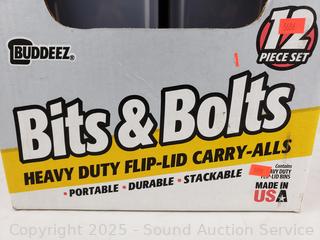 BUDDEEZ
12
PIECE SET
Bits & Bolts
HEAVY DUTY FLIP-LID CARRY-ALLS
• PORTABLE • DURABLE • STACKABLE
Contains
HEAVY DUTY
FLIP-LID BINS
MADE IN
USA
Copyright 2025 - Sound Auction Service